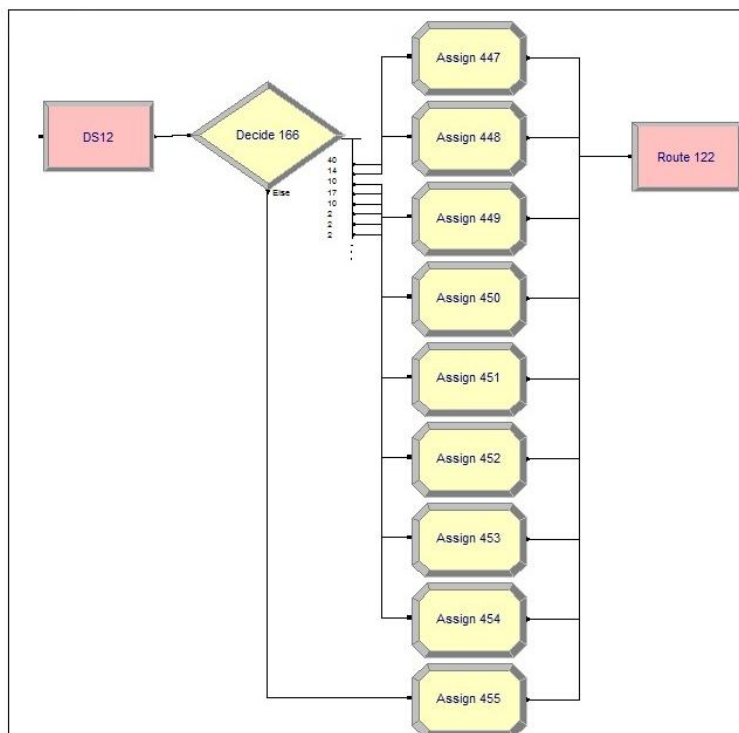 Assign 447
DS12
Decide 166
Assign 448
Route 122
40
14
10
17
10
2
2
2
Else
Assign 449
Assign 450
Assign 451
Assign 452
Assign 453
Assign 454
Assign 455